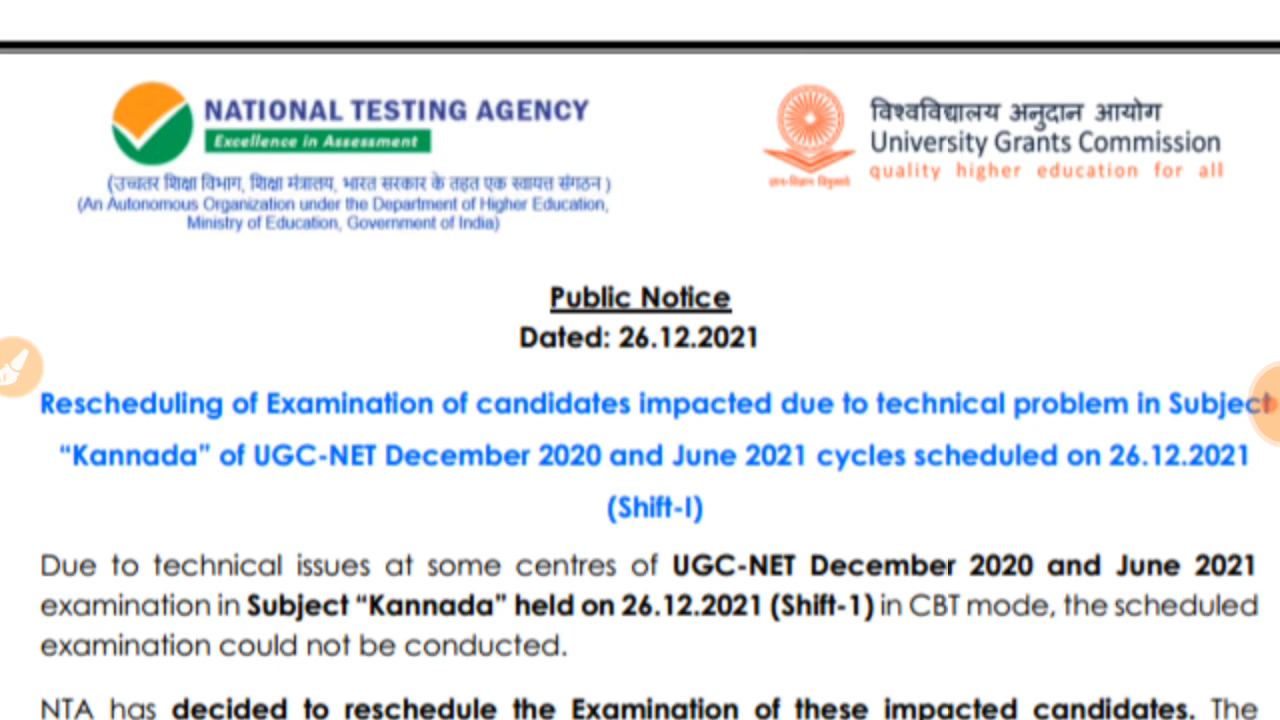 NATIONAL TESTING AGENCY
Excellence in Assessment
(उच्चतर शिक्षा विभाग, शिक्षा मंत्रालय, भारत सरकार के तहत एक स्वायत्त संगठन )
(An Autonomous Organization under the Department of Higher Education,
Ministry of Education, Government of India)
विश्वविद्यालय अनुदान आयोग
University Grants Commission
quality higher education for all
ज्ञान-विज्ञान विमुक्तये
Public Notice
Dated: 26.12.2021
Rescheduling of Examination of candidates impacted due to technical problem in Subject
“Kannada” of UGC-NET December 2020 and June 2021 cycles scheduled on 26.12.2021
(Shift-I)
Due to technical issues at some centres of UGC-NET December 2020 and June 2021
examination in Subject “Kannada” held on 26.12.2021 (Shift-1) in CBT mode, the scheduled
examination could not be conducted.
NTA has decided to reschedule the Examination of these impacted candidates. The